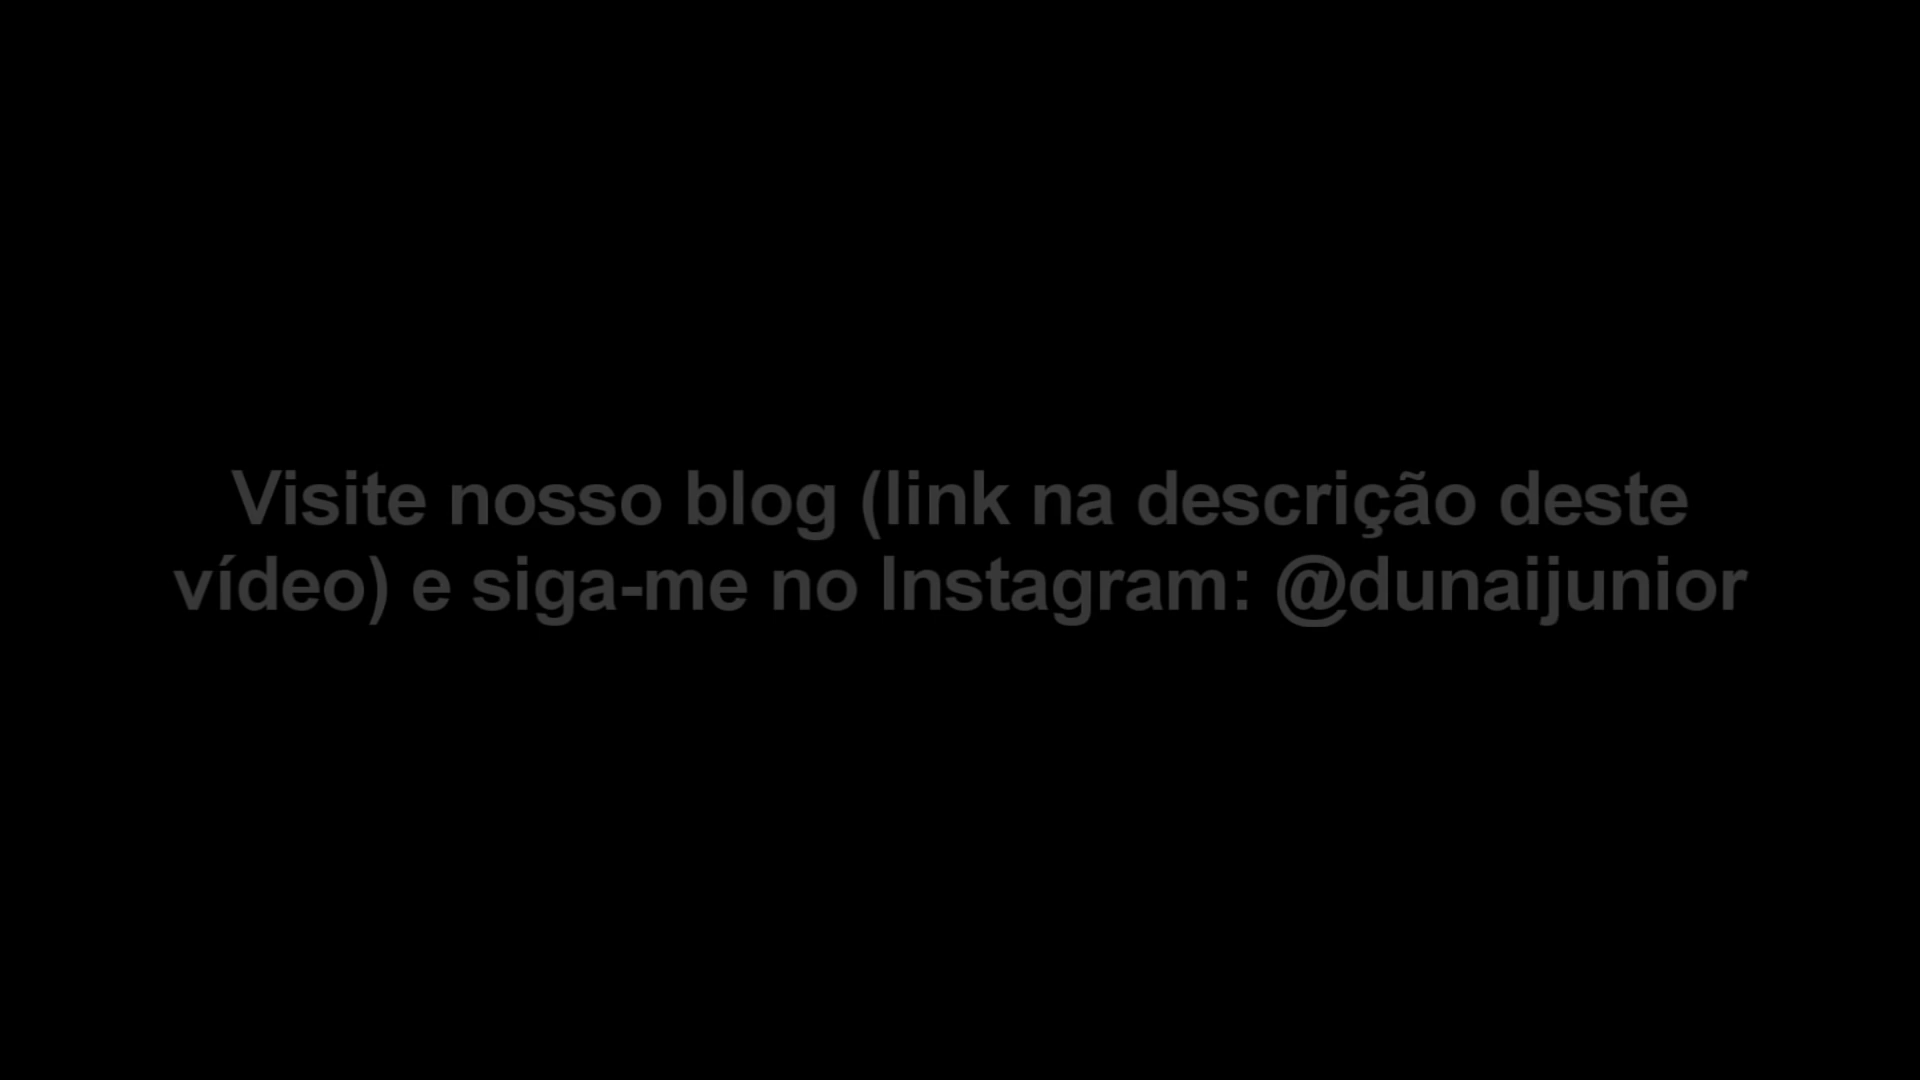 Visite nosso blog (link na descrição deste
vídeo) e siga-me no Instagram: @dunaijunior